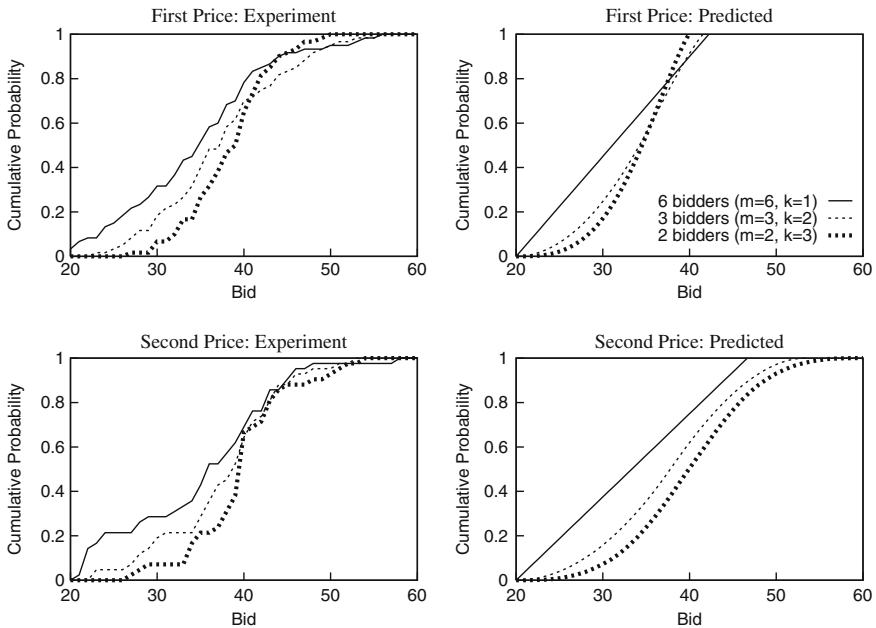 First Price: Experiment
Cumulative Probability
1
0.8
0.6
0.4
0.2
0
20
30
40
50
60
Bid
First Price: Predicted
Cumulative Probability
1
0.8
0.6
0.4
0.2
0
6 bidders (m=6, k=1)
3 bidders (m=3, k=2)
2 bidders (m=2, k=3)
20
30
40
50
60
Bid
Second Price: Experiment
Cumulative Probability
1
0.8
0.6
0.4
0.2
0
20
30
40
50
60
Bid
Second Price: Predicted
Cumulative Probability
1
0.8
0.6
0.4
0.2
0
20
30
40
50
60
Bid